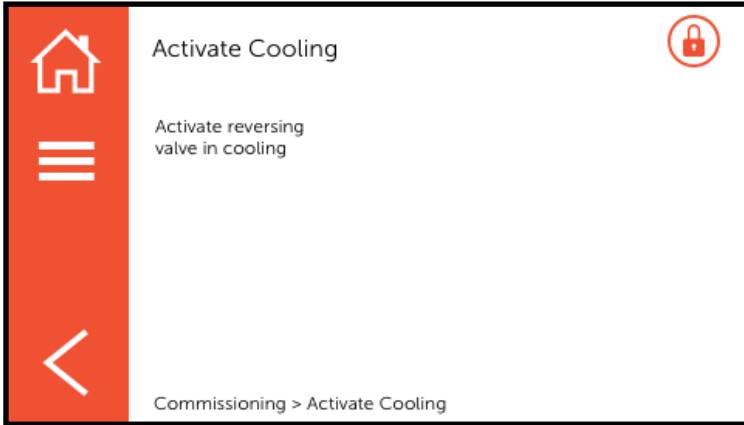 Activate Cooling
Activate reversing
valve in cooling
Commissioning > Activate Cooling